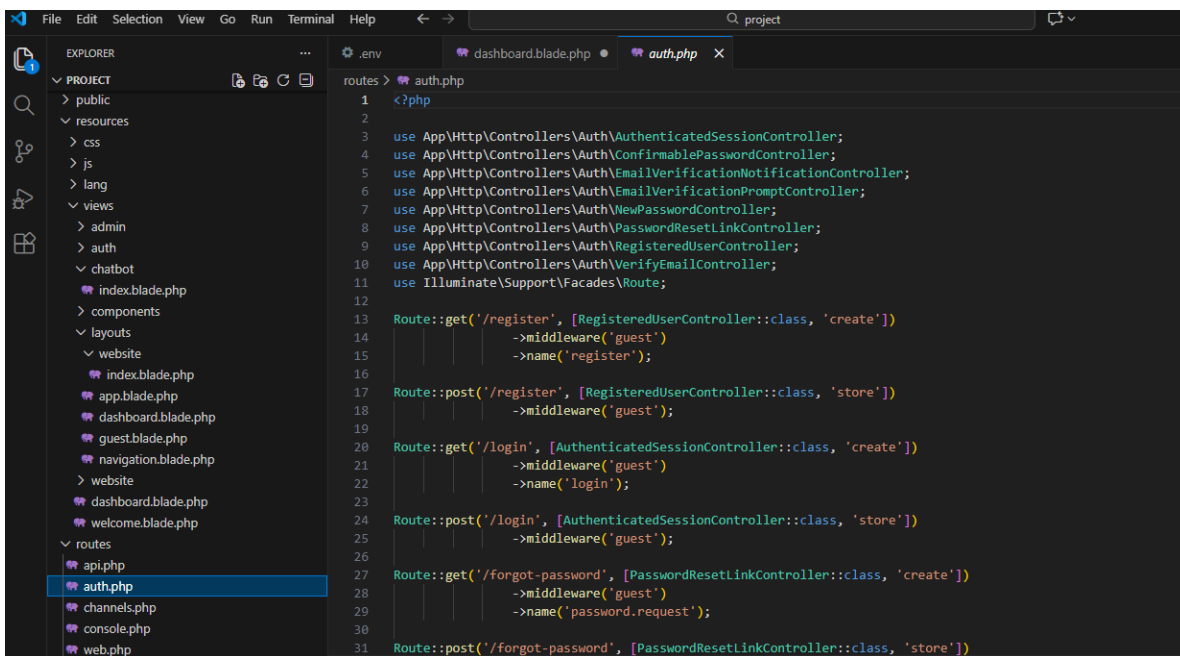 File Edit Selection View Go Run Terminal Help
project
EXPLORER
PROJECT
public
resources
css
js
lang
views
admin
auth
chatbot
index.blade.php
components
layouts
website
index.blade.php
app.blade.php
dashboard.blade.php
guest.blade.php
navigation.blade.php
website
dashboard.blade.php
welcome.blade.php
routes
api.php
auth.php
channels.php
console.php
web.php
1
.env
dashboard.blade.php
auth.php
routes > auth.php
1 <?php
2
3 use App\Http\Controllers\Auth\AuthenticatedSessionController;
4 use App\Http\Controllers\Auth\ConfirmablePasswordController;
5 use App\Http\Controllers\Auth\EmailVerificationNotificationController;
6 use App\Http\Controllers\Auth\EmailVerificationPromptController;
7 use App\Http\Controllers\Auth\NewPasswordController;
8 use App\Http\Controllers\Auth\PasswordResetLinkController;
9 use App\Http\Controllers\Auth\RegisteredUserController;
10 use App\Http\Controllers\Auth\VerifyEmailController;
11 use Illuminate\Support\Facades\Route;
12
13 Route::get('/register', [RegisteredUserController::class, 'create'])
14 ->middleware('guest')
15 ->name('register');
16
17 Route::post('/register', [RegisteredUserController::class, 'store'])
18 ->middleware('guest');
19
20 Route::get('/login', [AuthenticatedSessionController::class, 'create'])
21 ->middleware('guest')
22 ->name('login');
23
24 Route::post('/login', [AuthenticatedSessionController::class, 'store'])
25 ->middleware('guest');
26
27 Route::get('/forgot-password', [PasswordResetLinkController::class, 'create'])
28 ->middleware('guest')
29 ->name('password.request');
30
31 Route::post('/forgot-password', [PasswordResetLinkController::class, 'store'])